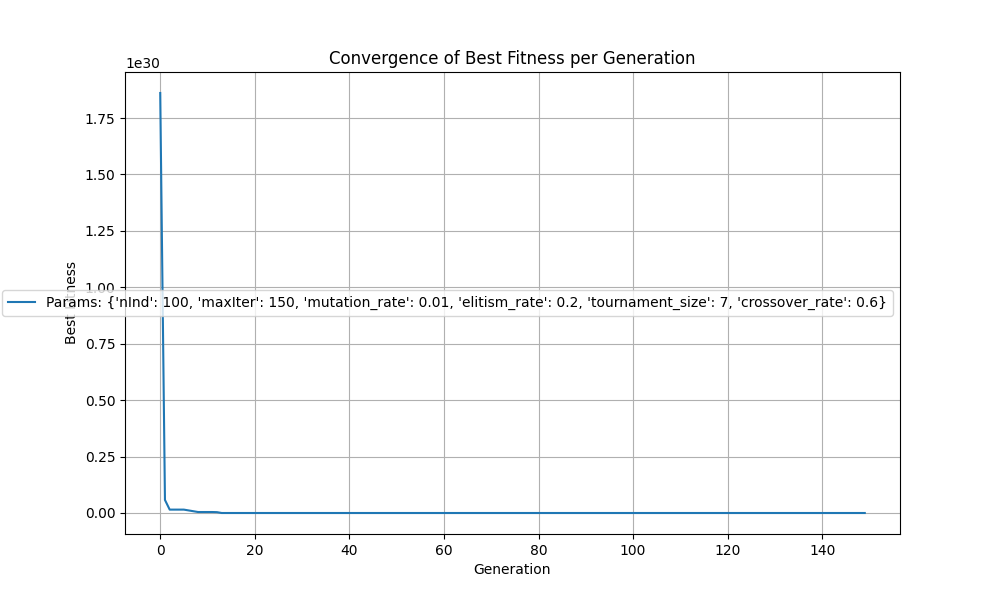 Convergence of Best Fitness per Generation
1e30
1.75
1.50
1.25
1.00
0.75
0.50
0.25
0.00
Best
Params: {'nInd': 100, 'maxIter': 150, 'mutation_rate': 0.01, 'elitism_rate': 0.2, 'tournament_size': 7, 'crossover_rate': 0.6}
0 20 40 60 80 100 120 140
Generation